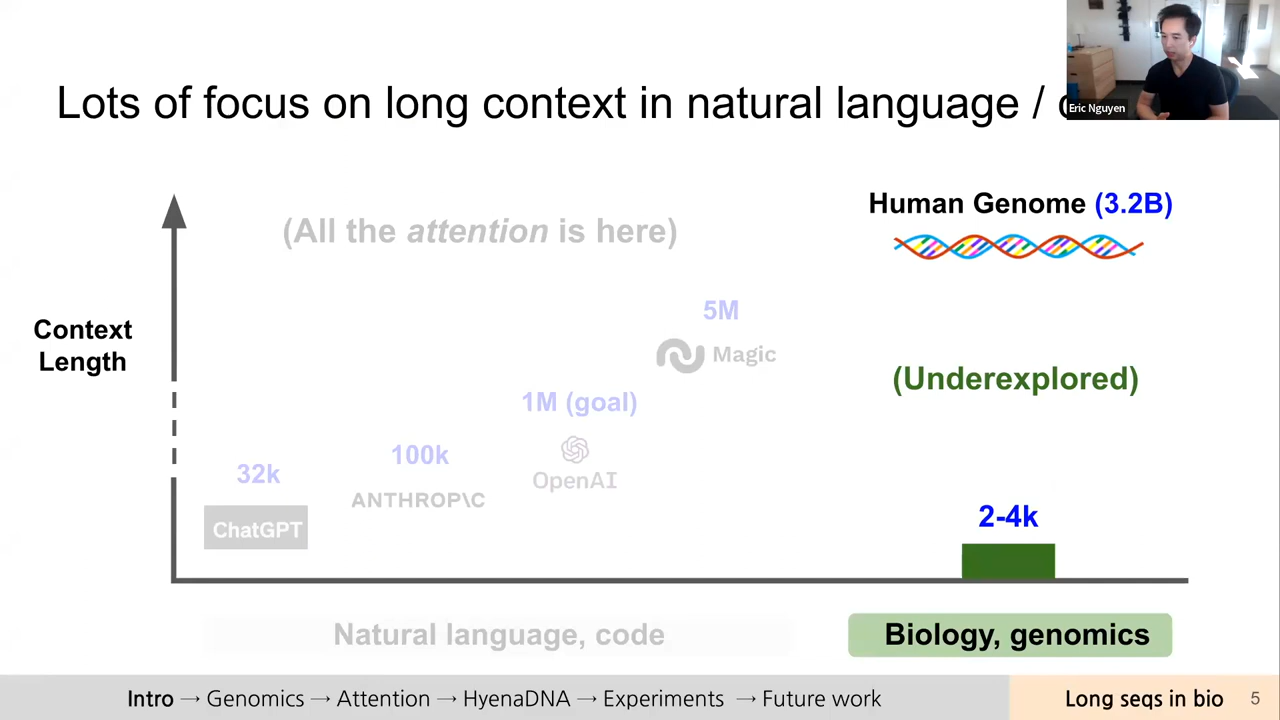 Lots of focus on long context in natural language /
Eric Nguyen
Human Genome (3.2B)
(All the attention is here)
5M
Magic
Context
Length
(Underexplored)
1M (goal)
OpenAI
100k
ANTHROP\C
32k
ChatGPT
2-4k
Natural language, code
Biology, genomics
Intro → Genomics → Attention → HyenaDNA → Experiments → Future work
Long seqs in bio
5